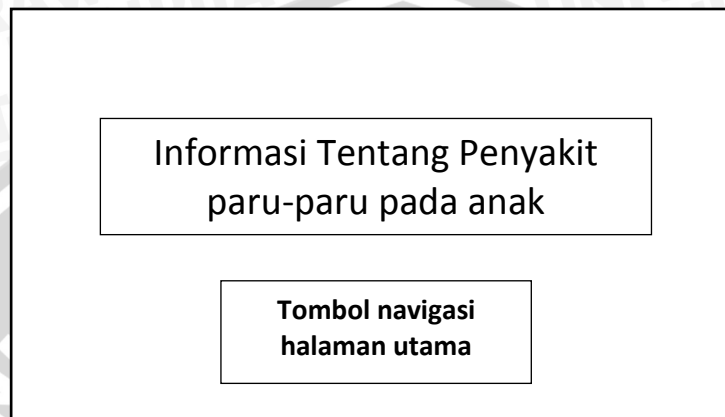 Informasi Tentang Penyakit
paru-paru pada anak
Tombol navigasi
halaman utama